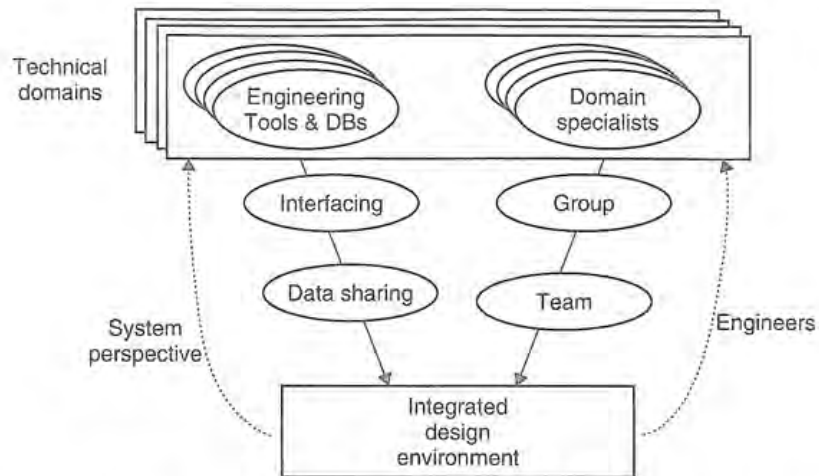 Technical
domains
Engineering
Tools & DBs
Domain
specialists
Interfacing
Group
Data sharing
Team
System
perspective
Engineers
Integrated
design
environment